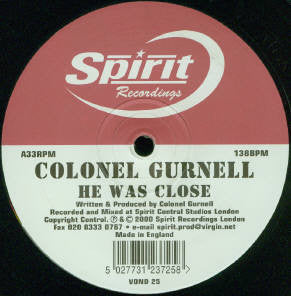 Spirit
Recordings
A33RPM 138BPM
COLONEL GURNELL
HE WAS CLOSE
Written & Produced by Colonel Gurnell
Recorded and Mixed at Spirit Central Studios London
Copyright Control. Ⓟ & © 2000 Spirit Recordings London
Fax 020 8333 0767 • e-mail spirit.prod@virgin.net
Made in England
5 027731 237258
VOND 25